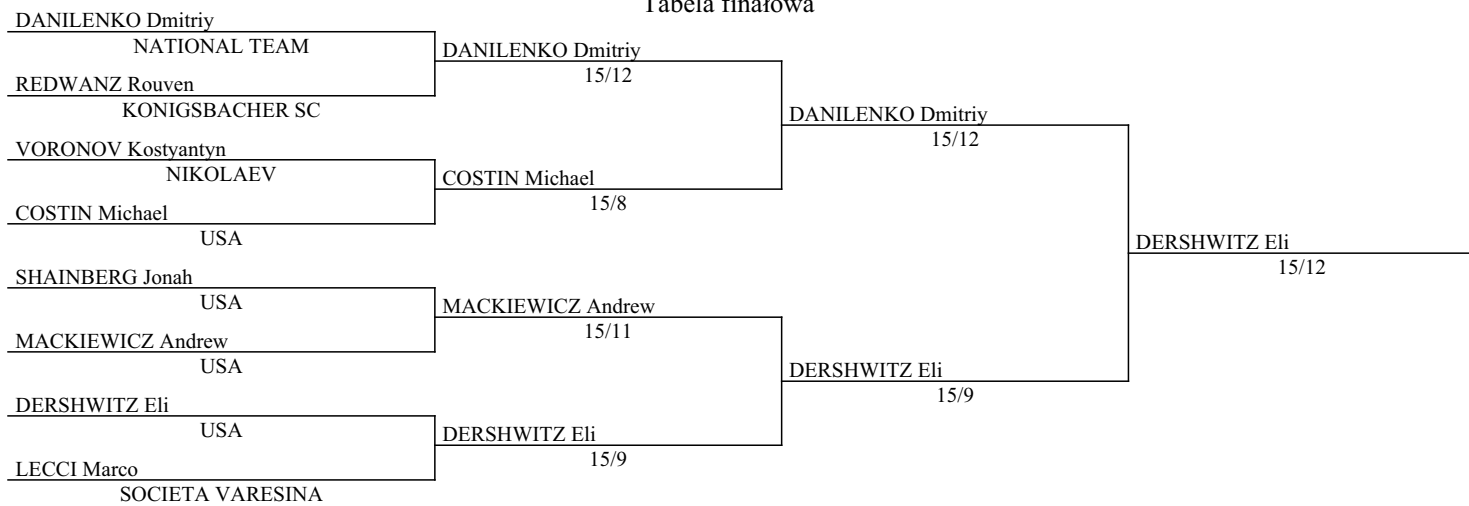 Tabela finałowa
DANILENKO Dmitriy
NATIONAL TEAM
REDWANZ Rouven
KONIGSBACHER SC
VORONOV Kostyantyn
NIKOLAEV
COSTIN Michael
USA
SHAINBERG Jonah
USA
MACKIEWICZ Andrew
USA
DERSHWITZ Eli
USA
LECCI Marco
SOCIETA VARESINA
DANILENKO Dmitriy
15/12
COSTIN Michael
15/8
MACKIEWICZ Andrew
15/11
DERSHWITZ Eli
15/9
DANILENKO Dmitriy
15/12
DERSHWITZ Eli
15/9
DERSHWITZ Eli
15/12